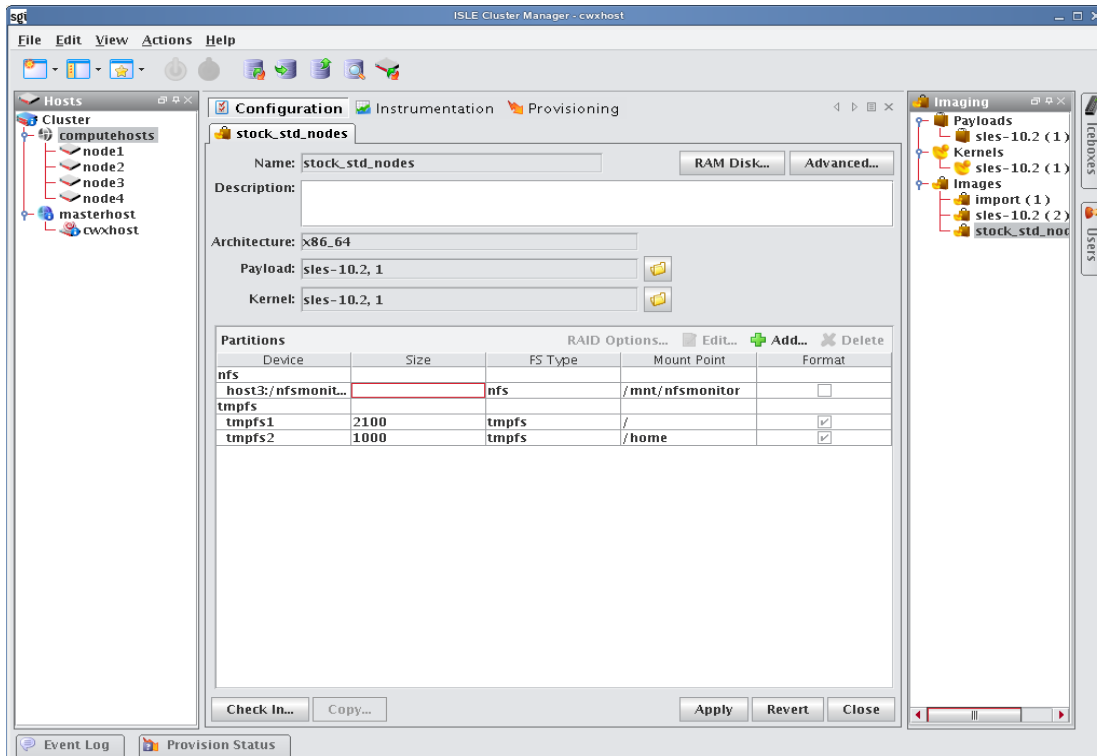 sgi
ISLE Cluster Manager - cwxhost
File Edit View Actions Help
Hosts
Cluster
computehosts
node1
node2
node3
node4
masterhost
cwxhost
Configuration Instrumentation Provisioning
stock_std_nodes
Name: stock_std_nodes RAM Disk... Advanced...
Description:
Architecture: x86_64
Payload: sles-10.2, 1
Kernel: sles-10.2, 1
Partitions RAID Options... Edit... Add... Delete
Device Size FS Type Mount Point Format
nfs
host3:/nfsmonit... nfs /mnt/nfsmonitor
tmpfs
tmpfs1 2100 tmpfs /
tmpfs2 1000 tmpfs /home
Check In... Copy... Apply Revert Close
Imaging
Payloads
sles-10.2 (1)
Kernels
sles-10.2 (1)
Images
import (1)
sles-10.2 (2)
stock_std_noc
Iceboxes
Users
Event Log Provision Status